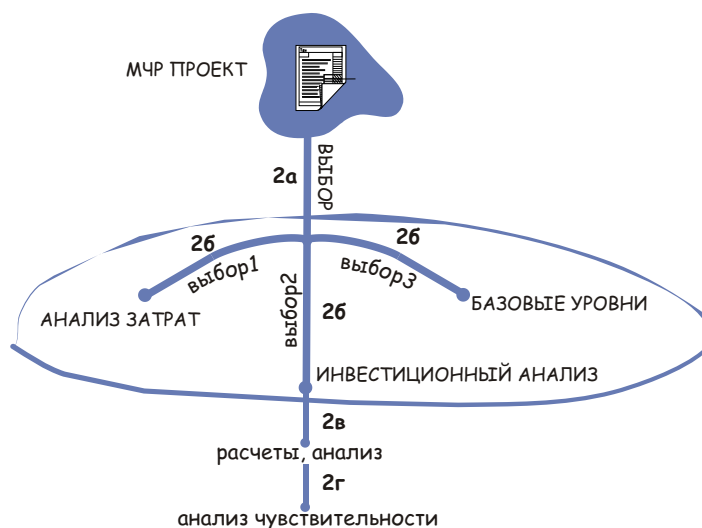 МЧР ПРОЕКТ
ВЫБОР
2а
2б
2б
выбор1
выбор2
выбор3
2б
АНАЛИЗ ЗАТРАТ
БАЗОВЫЕ УРОВНИ
ИНВЕСТИЦИОННЫЙ АНАЛИЗ
2в
расчеты, анализ
2г
анализ чувствительности